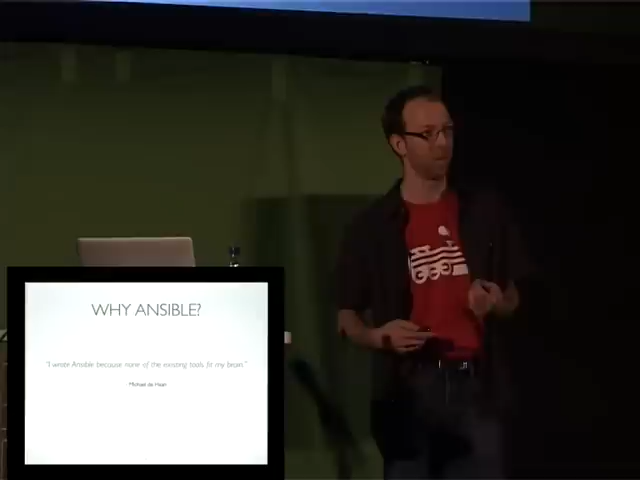 WHY ANSIBLE?
"I wrote Ansible because none of the existing tools fit my brain."
- Michael de Haan